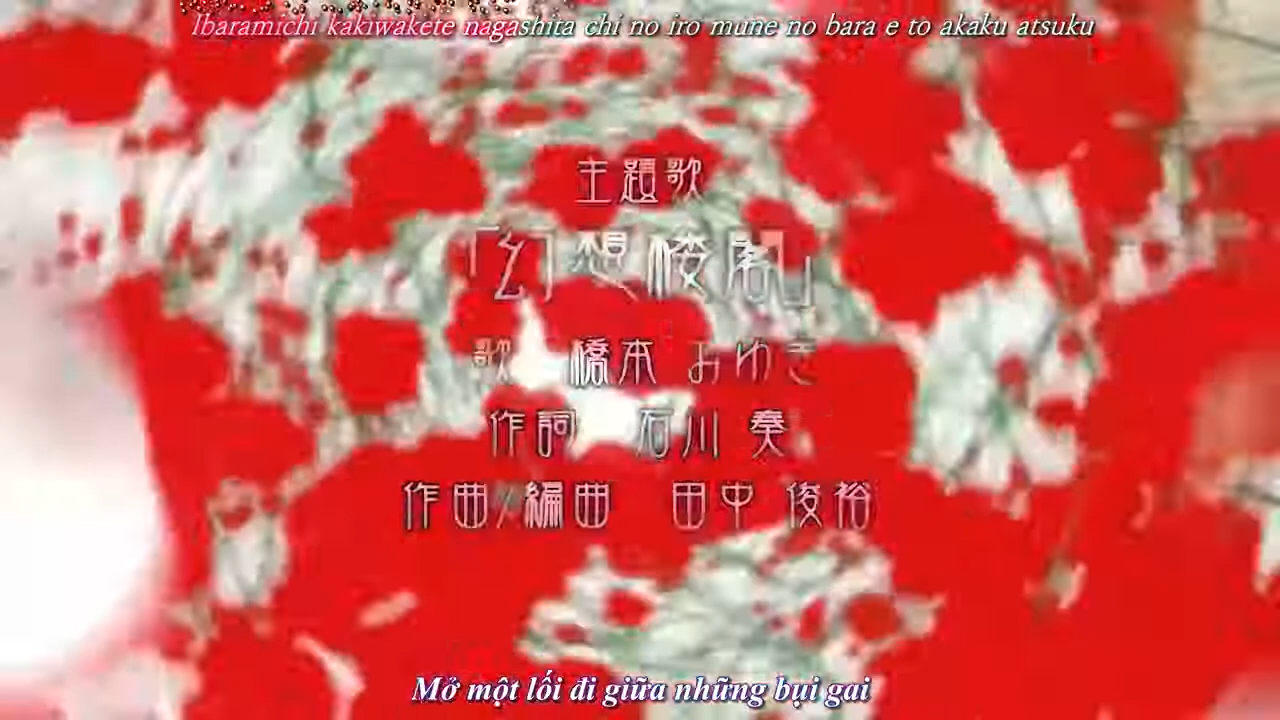 Ibaramichi kakiwakete nagashita chi no iro mune no bara e to akaku atsuku
主題歌
「幻想楼閣」
歌　橋本 みゆき
作詞　石川 奏
作曲/編曲　田中 俊裕
Mở một lối đi giữa những bụi gai